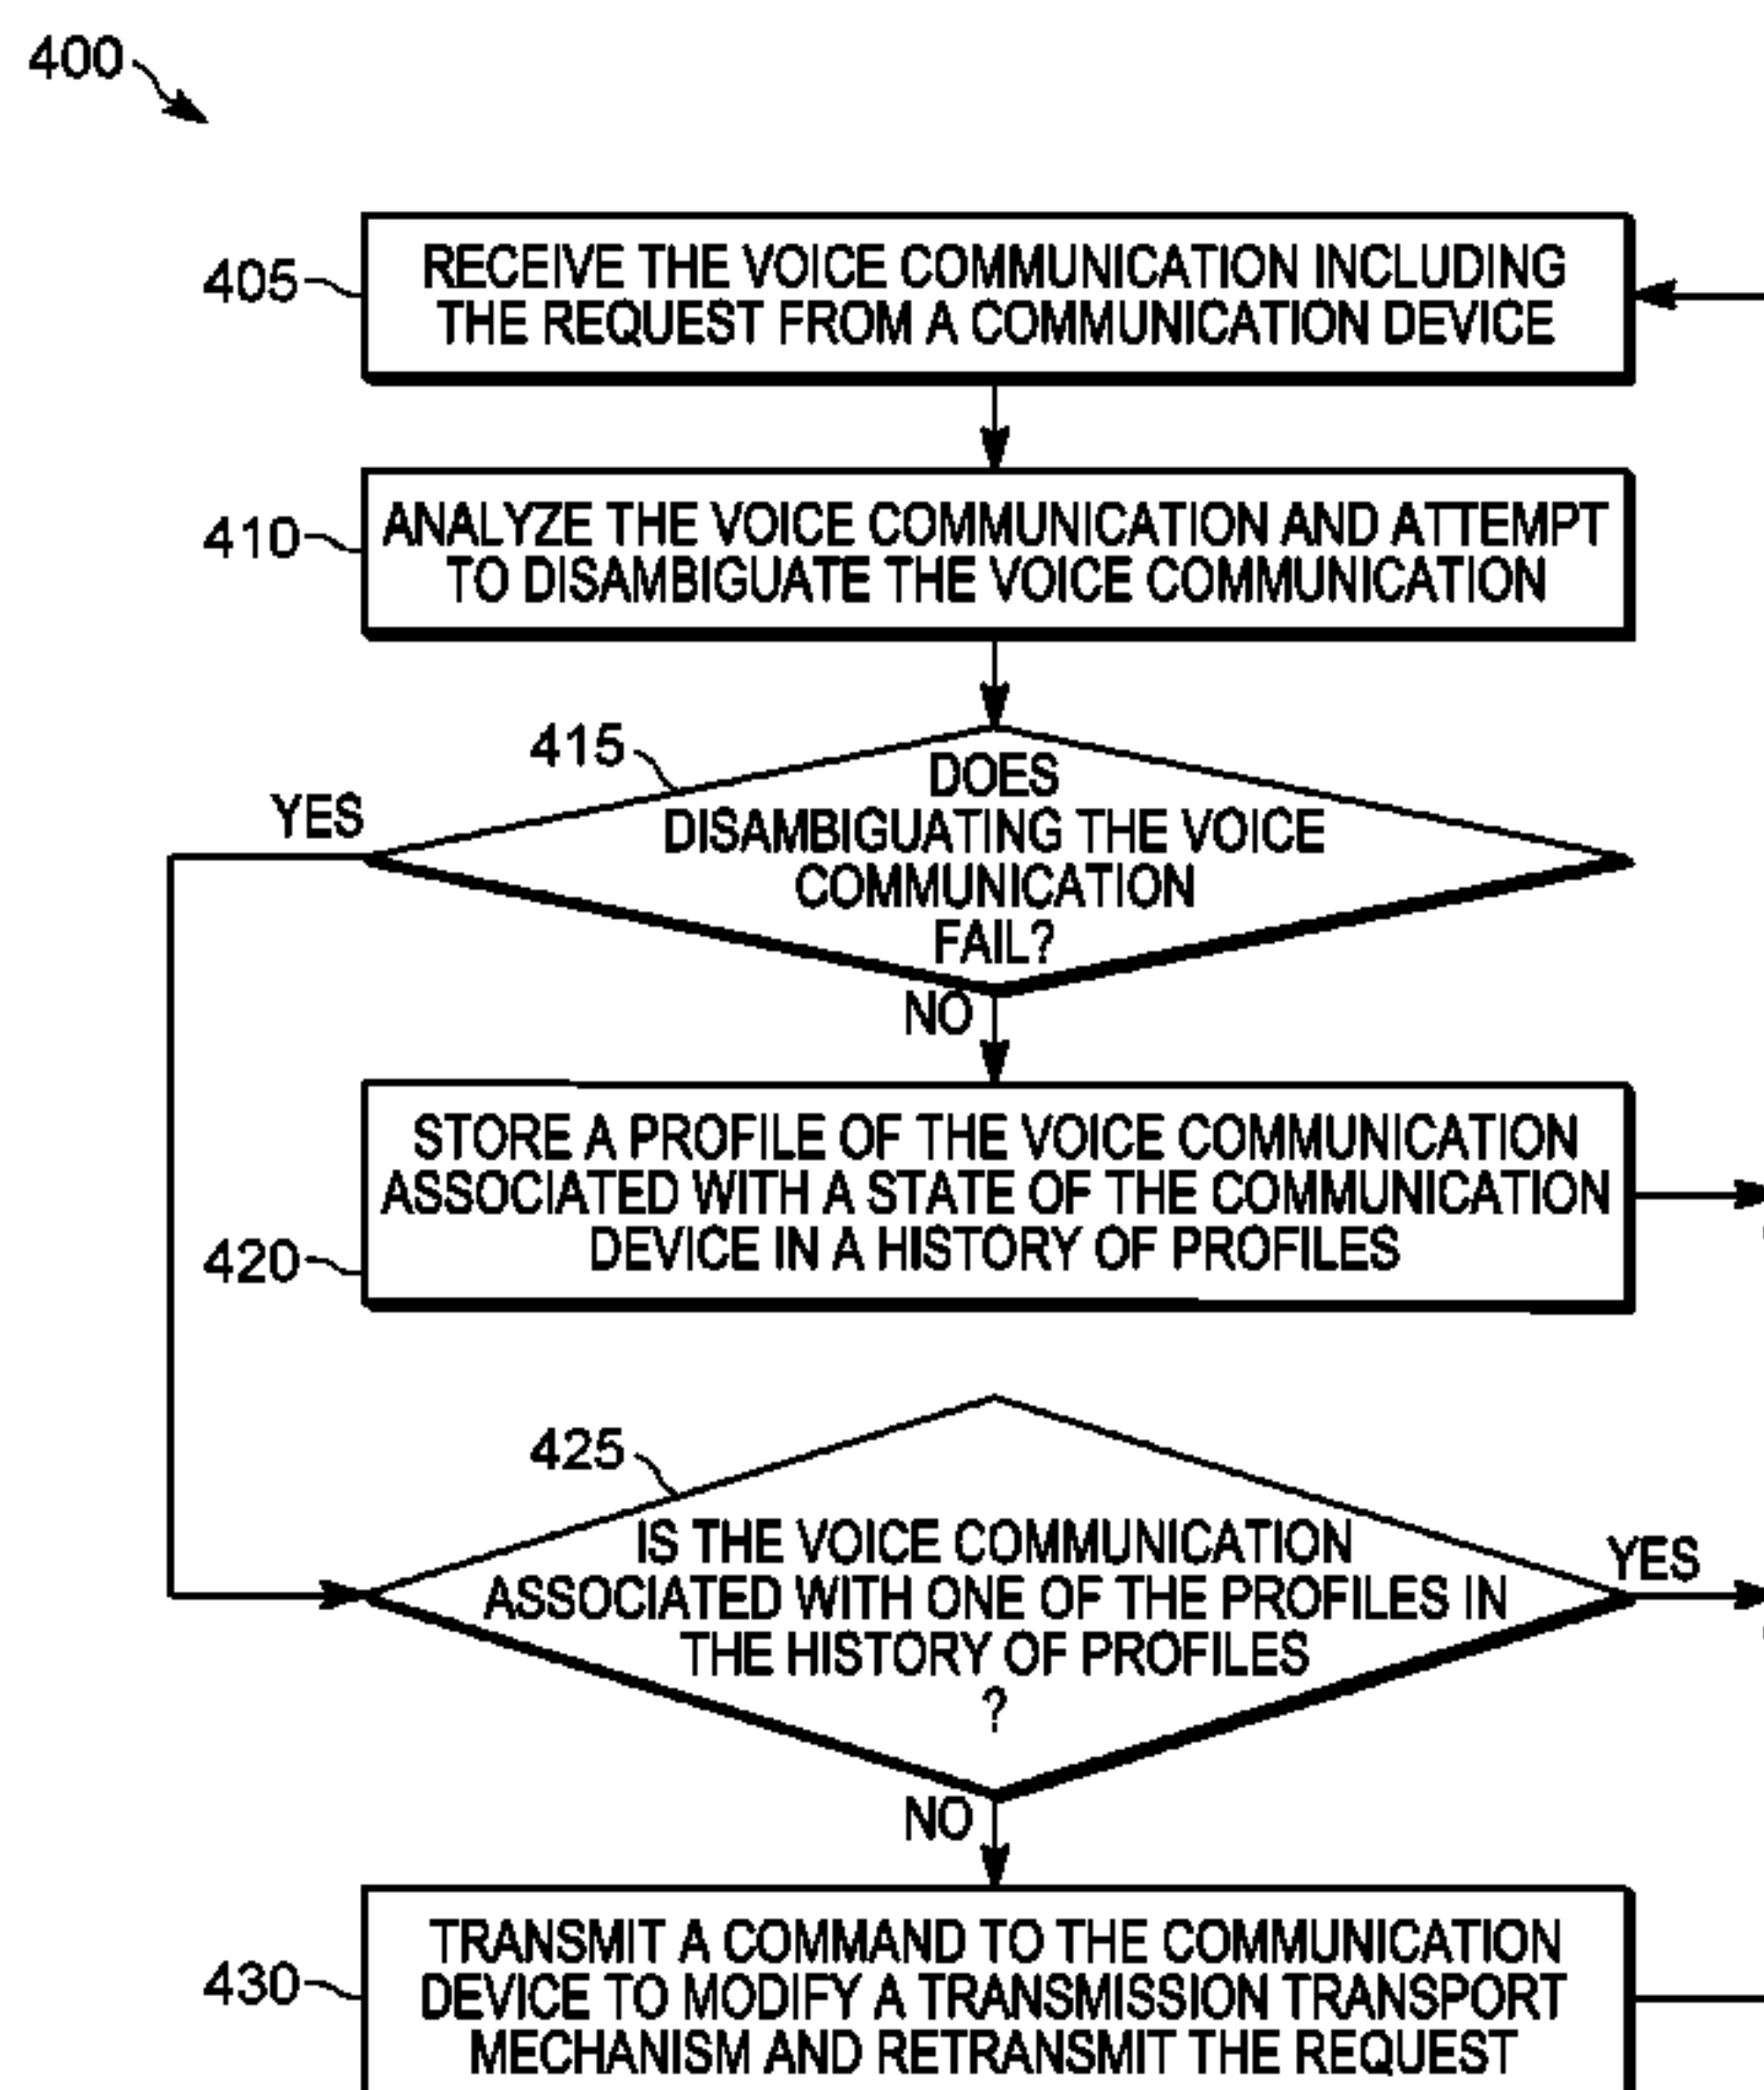 400
405
RECEIVE THE VOICE COMMUNICATION INCLUDING
THE REQUEST FROM A COMMUNICATION DEVICE
410
ANALYZE THE VOICE COMMUNICATION AND ATTEMPT
TO DISAMBIGUATE THE VOICE COMMUNICATION
415
YES
DOES
DISAMBIGUATING THE VOICE
COMMUNICATION
FAIL?
NO
STORE A PROFILE OF THE VOICE COMMUNICATION
ASSOCIATED WITH A STATE OF THE COMMUNICATION
DEVICE IN A HISTORY OF PROFILES
420
425
IS THE VOICE COMMUNICATION
ASSOCIATED WITH ONE OF THE PROFILES IN
THE HISTORY OF PROFILES
?
YES
NO
430
TRANSMIT A COMMAND TO THE COMMUNICATION
DEVICE TO MODIFY A TRANSMISSION TRANSPORT
MECHANISM AND RETRANSMIT THE REQUEST